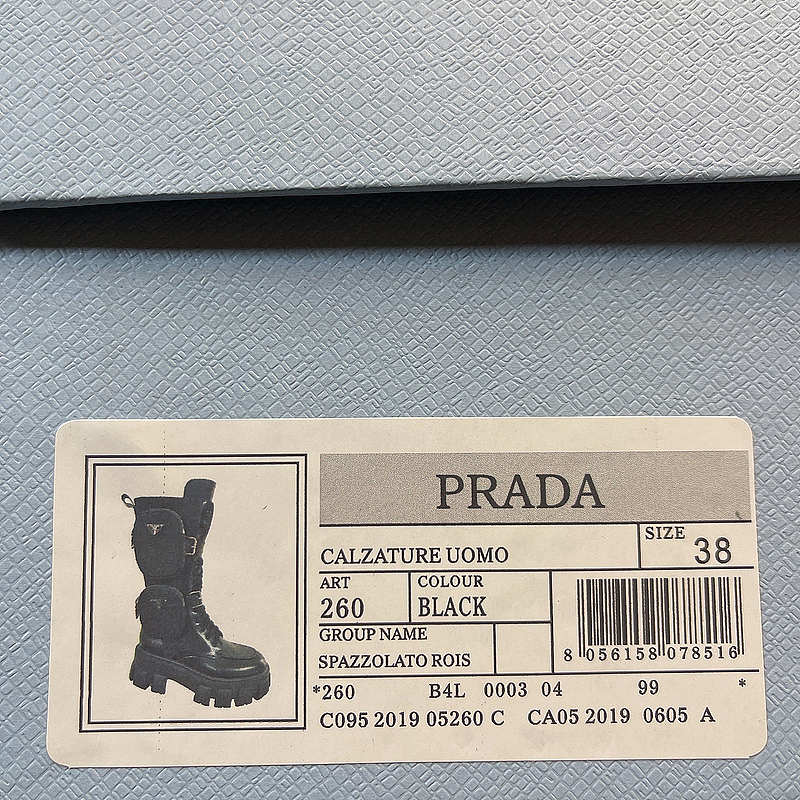 PRADA
CALZATURE UOMO
SIZE 38
ART
260
COLOUR
BLACK
GROUP NAME
SPAZZOLATO ROIS
8 056158 078516
*260 B4L 0003 04 99 *
C095 2019 05260 C CA05 2019 0605 A